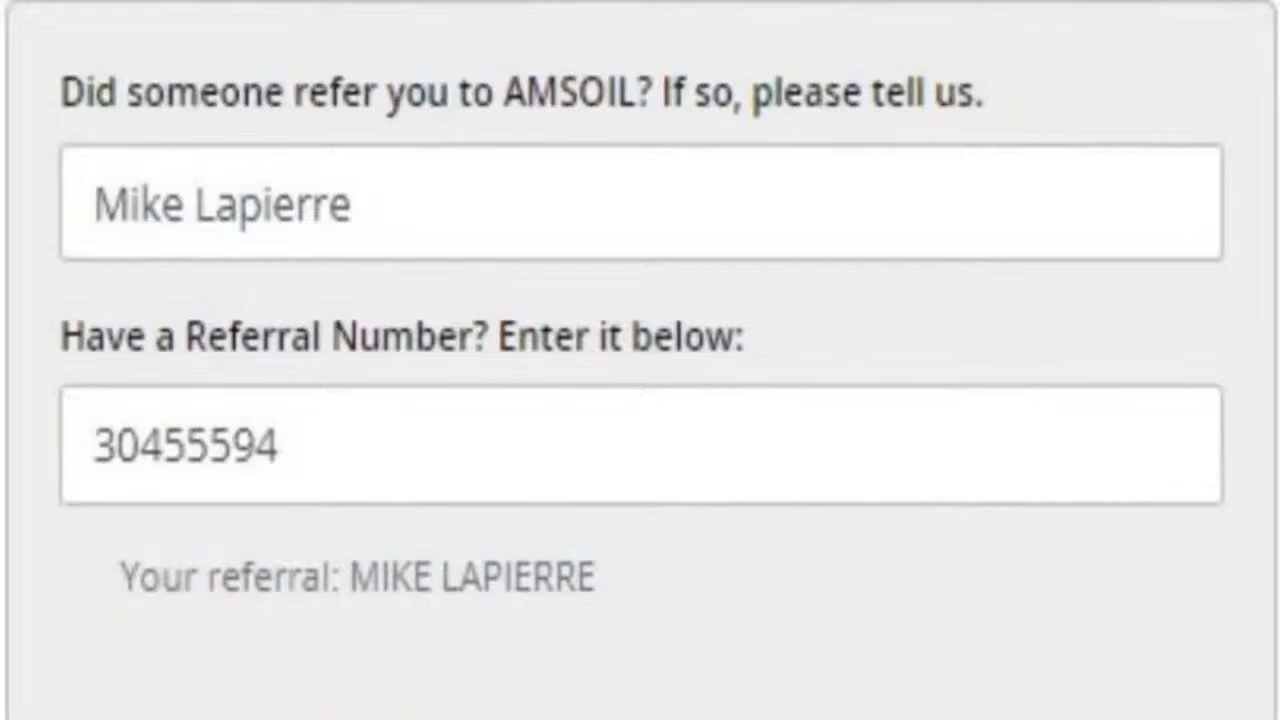 Did someone refer you to AMSOIL? If so, please tell us.
Mike Lapierre
Have a Referral Number? Enter it below:
30455594
Your referral: MIKE LAPIERRE